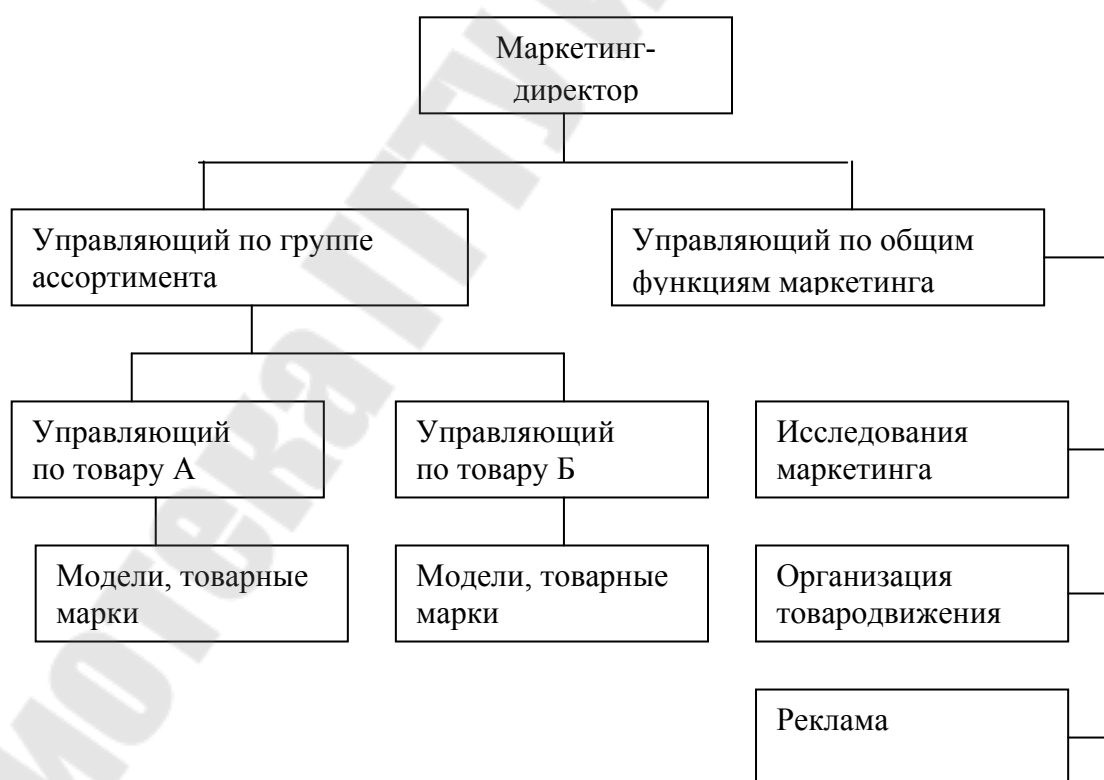 Маркетинг-
директор
Управляющий по группе
ассортимента
Управляющий по общим
функциям маркетинга
Управляющий
по товару А
Управляющий
по товару Б
Исследования
маркетинга
Модели, товарные
марки
Модели, товарные
марки
Организация
товародвижения
Реклама